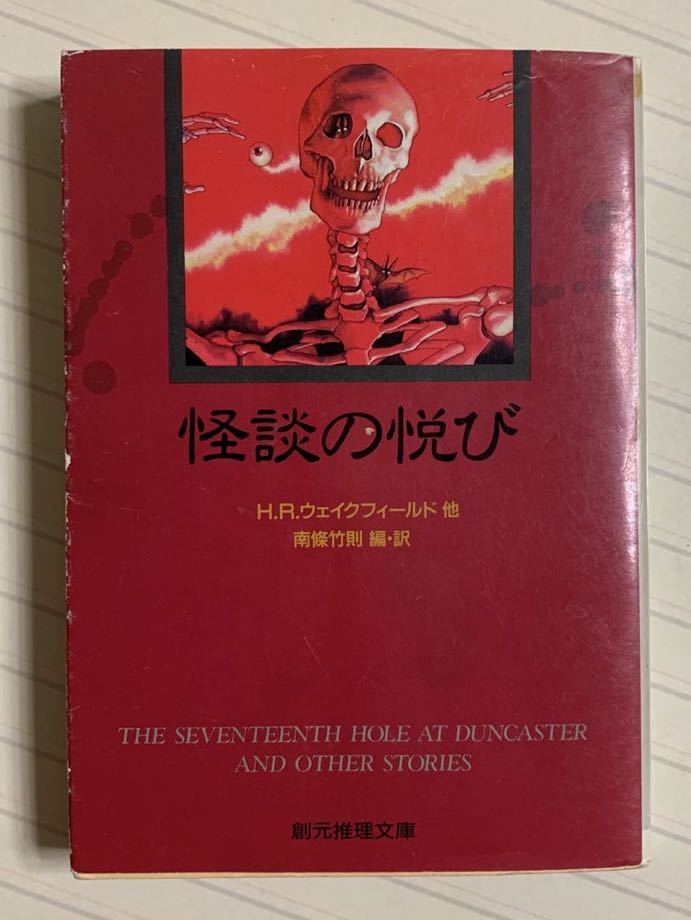 怪談の悦び
H.R.ウェイクフィールド 他
南條竹則 編・訳
THE SEVENTEENTH HOLE AT DUNCASTER
AND OTHER STORIES
創元推理文庫